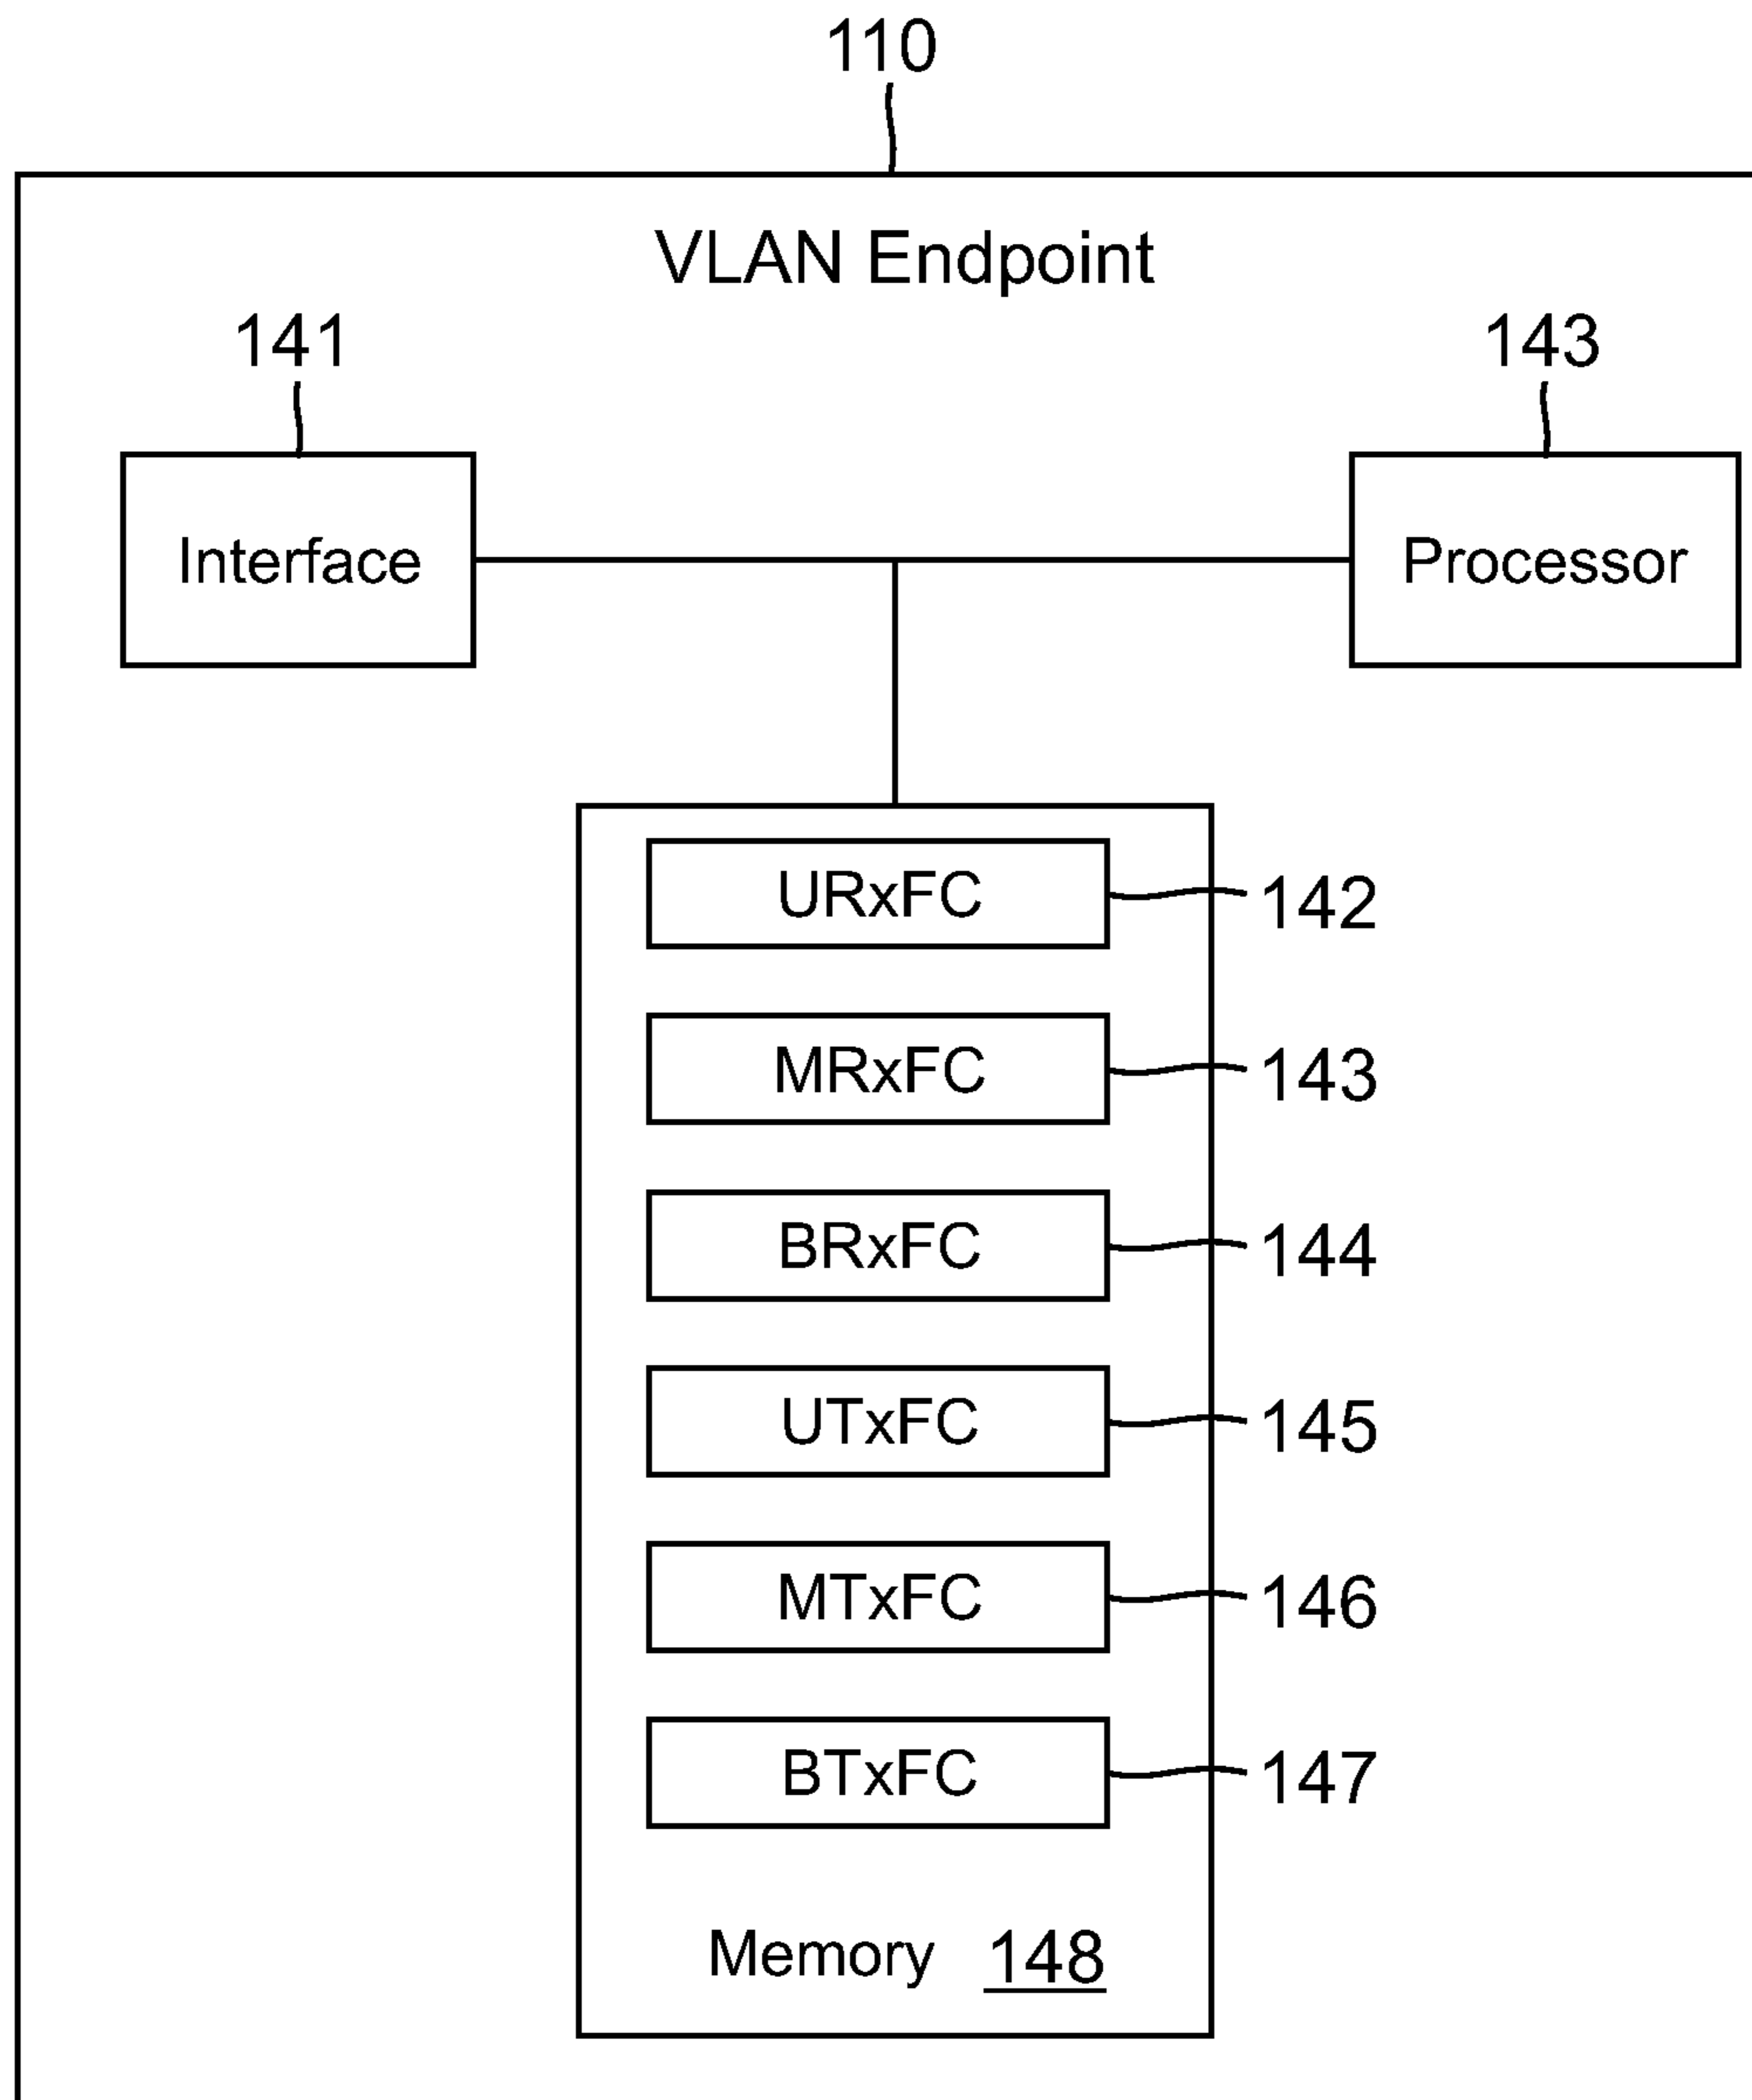 110
VLAN Endpoint
141
143
Interface
Processor
URxFC
142
MRxFC
143
BRxFC
144
UTxFC
145
MTxFC
146
BTxFC
147
Memory 148